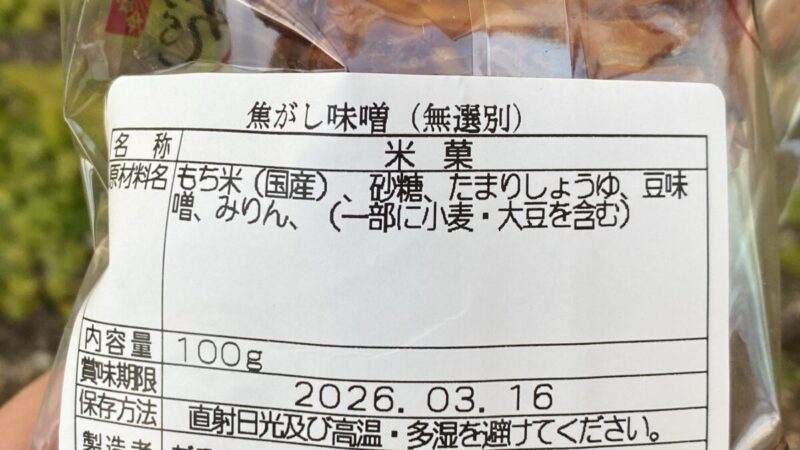 焦がし味噌（無選別）
名 称 米 菓
原材料名 もち米（国産）、砂糖、たまりしょうゆ、豆味
噌、みりん、（一部に小麦・大豆を含む）
内容量 100g
賞味期限 2026. 03. 16
保存方法 直射日光及び高温・多湿を避けてください。
製造者